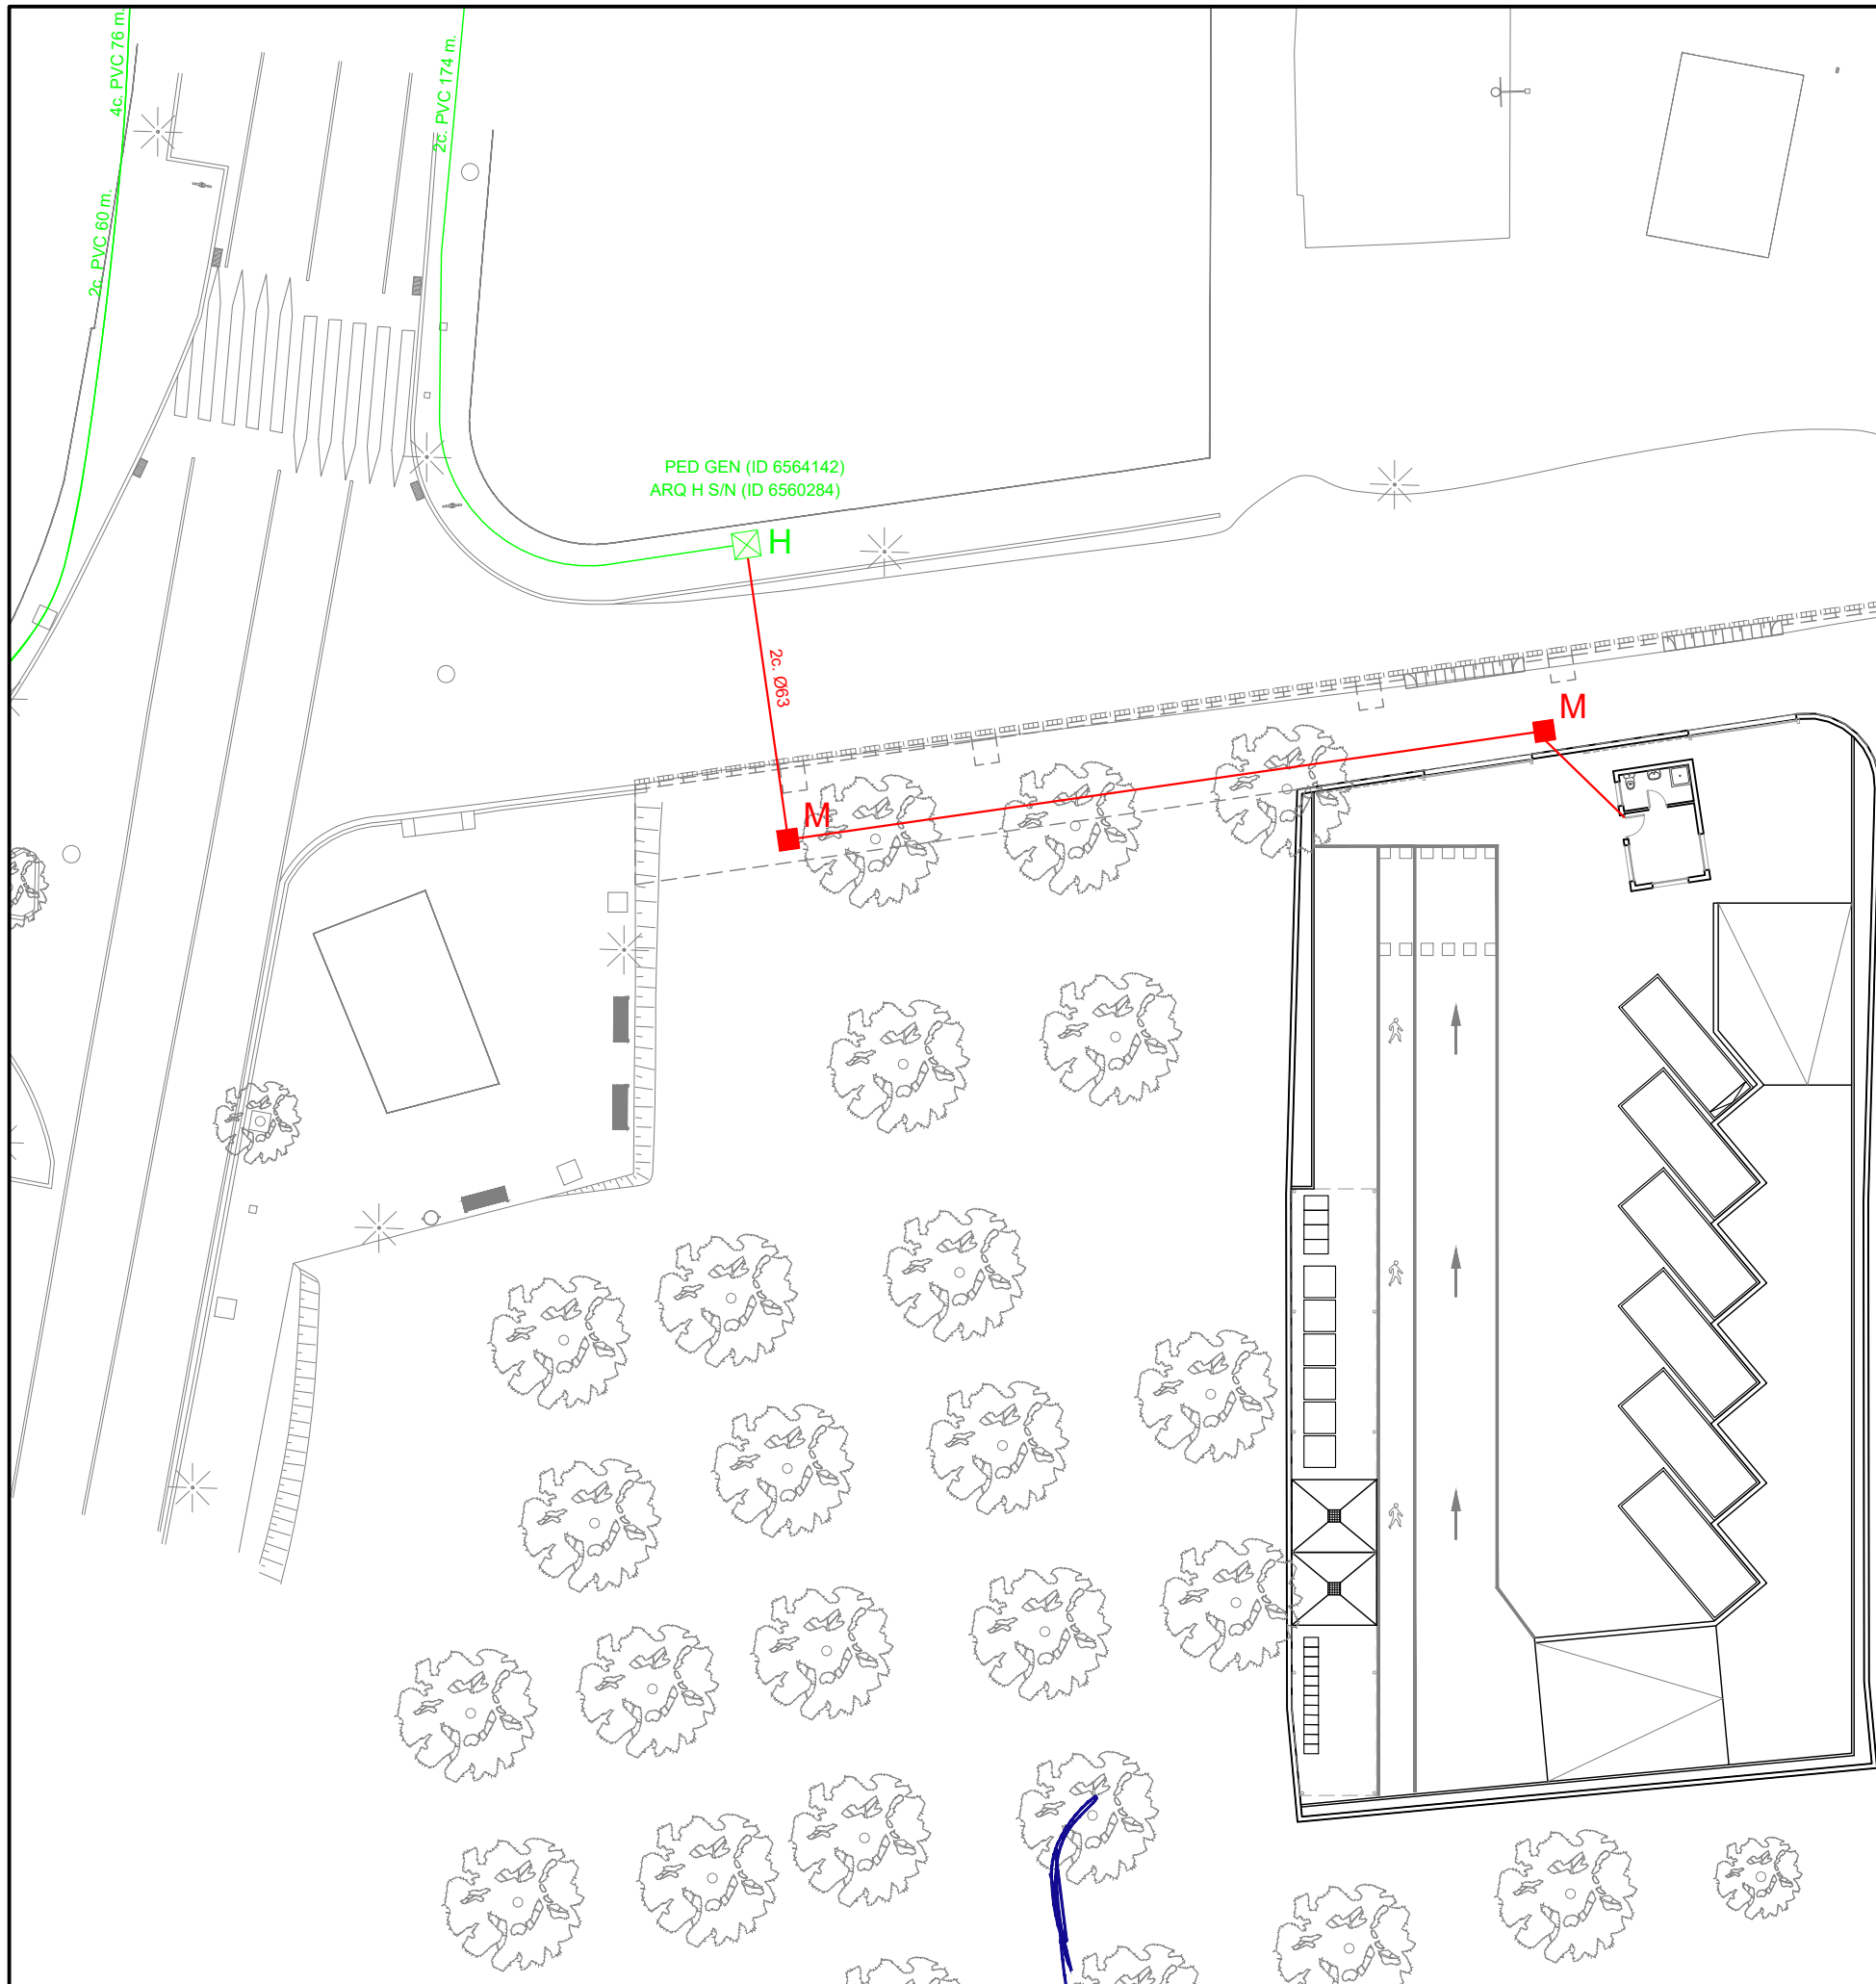 4c. PVC 76 m.
2c. PVC 174 m.
2c. PVC 60 m.
PED GEN (ID 6564142)
ARQ H S/N (ID 6560284)
H
2c. Ø63
M
M